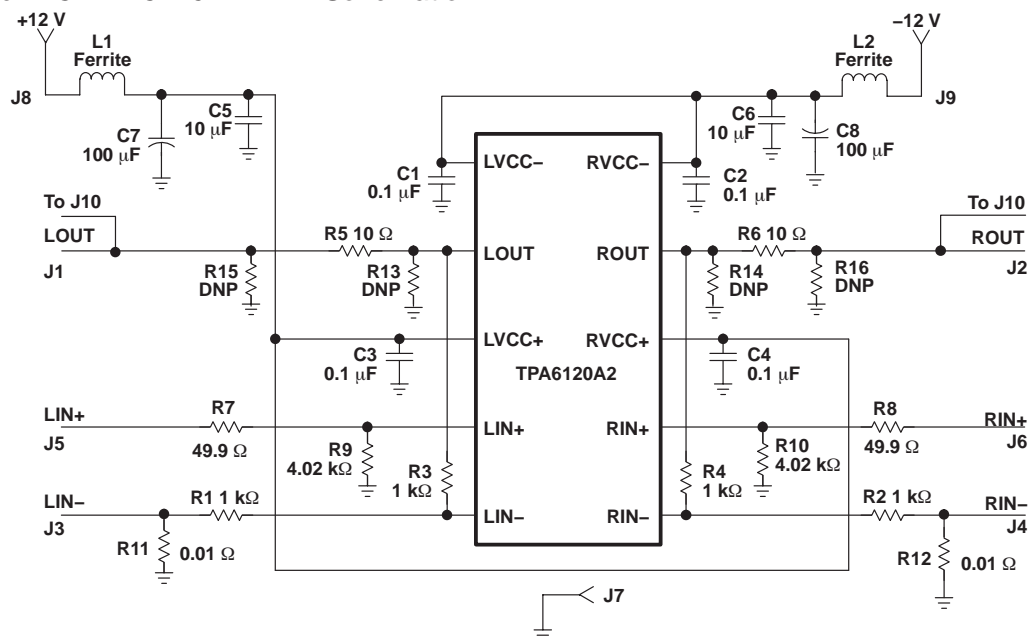 +12 V
L1
Ferrite
J8
C7
100 μF
C5
10 μF
−12 V
L2
Ferrite
J9
C6
10 μF
C8
100 μF
C1
0.1 μF
LVCC−
RVCC−
C2
0.1 μF
To J10
LOUT
J1
R15
DNP
R5 10 Ω
R13
DNP
LOUT
ROUT
R14
DNP
R6 10 Ω
R16
DNP
To J10
ROUT
J2
C3
0.1 μF
LVCC+
RVCC+
TPA6120A2
C4
0.1 μF
LIN+
J5
R7
49.9 Ω
R9
4.02 kΩ
R3
1 kΩ
LIN+
RIN+
R4
1 kΩ
R10
4.02 kΩ
R8
49.9 Ω
RIN+
J6
LIN−
J3
R1 1 kΩ
R11
0.01 Ω
LIN−
RIN−
R2 1 kΩ
R12
0.01 Ω
RIN−
J4
J7